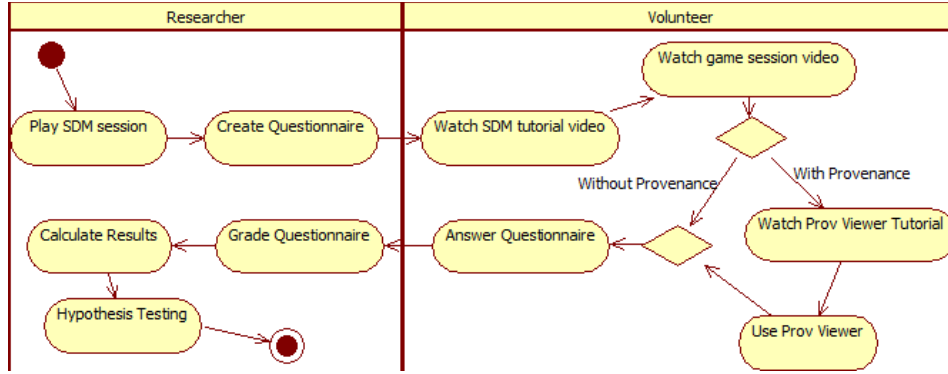 Researcher
Volunteer
Watch game session video
Play SDM session
Create Questionnaire
Watch SDM tutorial video
With Provenance
Without Provenance
Calculate Results
Grade Questionnaire
Answer Questionnaire
Watch Prov Viewer Tutorial
Hypothesis Testing
Use Prov Viewer